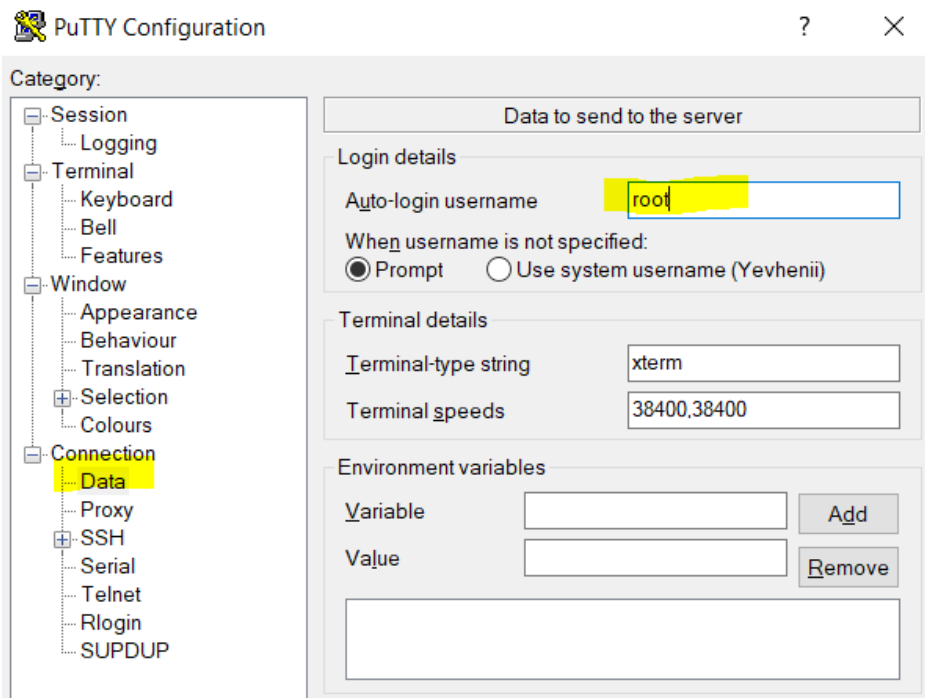 PuTTY Configuration
?
Category:
Session
Logging
Terminal
Keyboard
Bell
Features
Window
Appearance
Behaviour
Translation
Selection
Colours
Connection
Data
Proxy
SSH
Serial
Telnet
Rlogin
SUPDUP
Data to send to the server
Login details
Auto-login username root
When username is not specified:
Prompt Use system username (Yevhenii)
Terminal details
Terminal-type string xterm
Terminal speeds 38400,38400
Environment variables
Variable Add
Value Remove